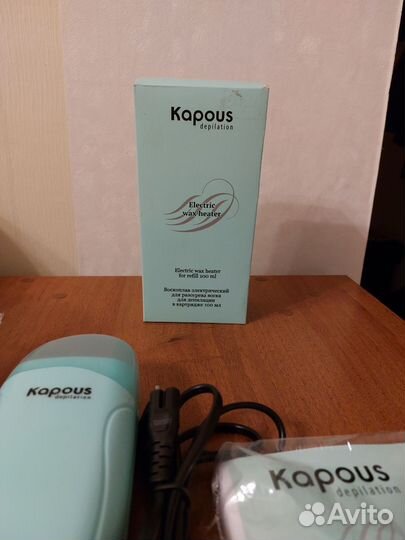 Kapous
depilation
Electric
wax heater
Electric wax heater
for refill 100 ml
Воскоплав электрический
для разогрева воска
для депиляции
в картридже 100 мл
Kapous
depilation
Kapous
depilation
Avito